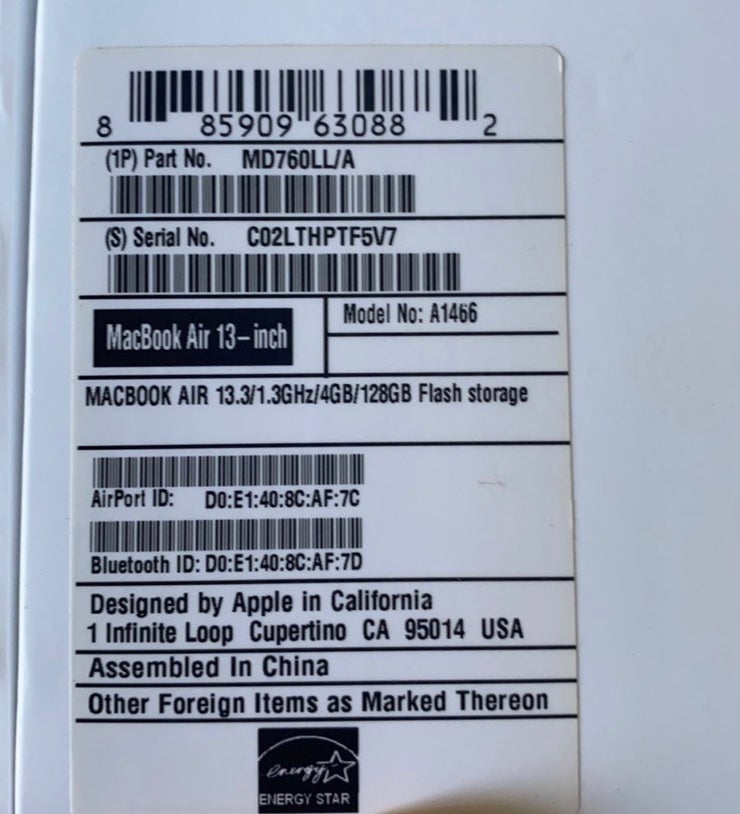 8 85909 63088 2
(1P) Part No. MD760LL/A
(S) Serial No. C02LTHPTF5V7
MacBook Air 13-inch
Model No: A1466
MACBOOK AIR 13.3/1.3GHz/4GB/128GB Flash storage
AirPort ID: D0:E1:40:8C:AF:7C
Bluetooth ID: D0:E1:40:8C:AF:7D
Designed by Apple in California
1 Infinite Loop Cupertino CA 95014 USA
Assembled In China
Other Foreign Items as Marked Thereon
energy
ENERGY STAR